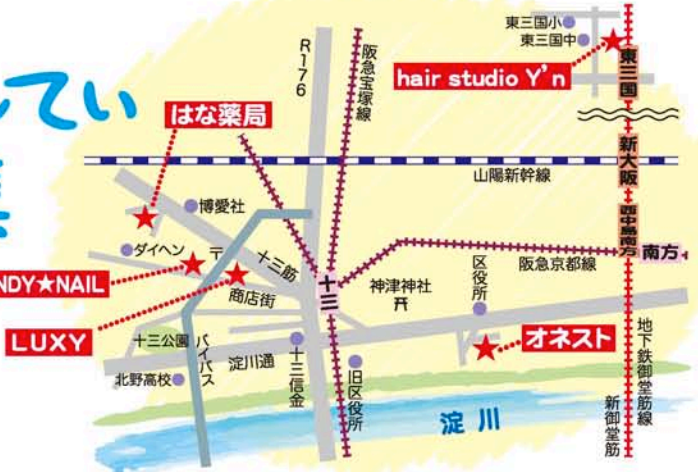 てい
はな薬局
R176
阪急宝塚線
hair studio Y'n
東三国小
東三国中
東三国
新大阪
山陽新幹線
西中島南方
南方
博愛社
ダイヘン
〒
十三筋
商店街
NDY★NAIL
LUXY
十三
神津神社
区役所
阪急京都線
オネスト
十三公園
バイパス
淀川通
十三信金
旧区役所
北野高校
淀川
地下鉄御堂筋線
新御堂筋